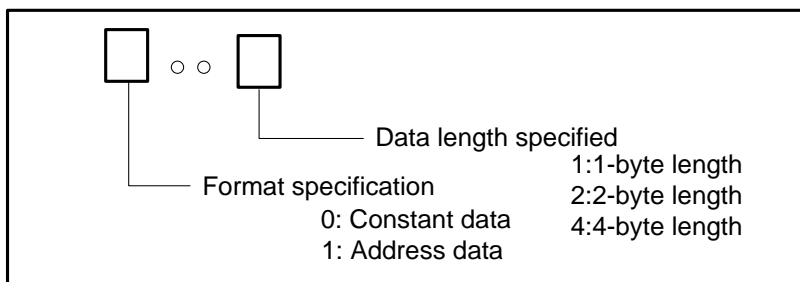 Data length specified
1:1-byte length
2:2-byte length
4:4-byte length
Format specification
0: Constant data
1: Address data